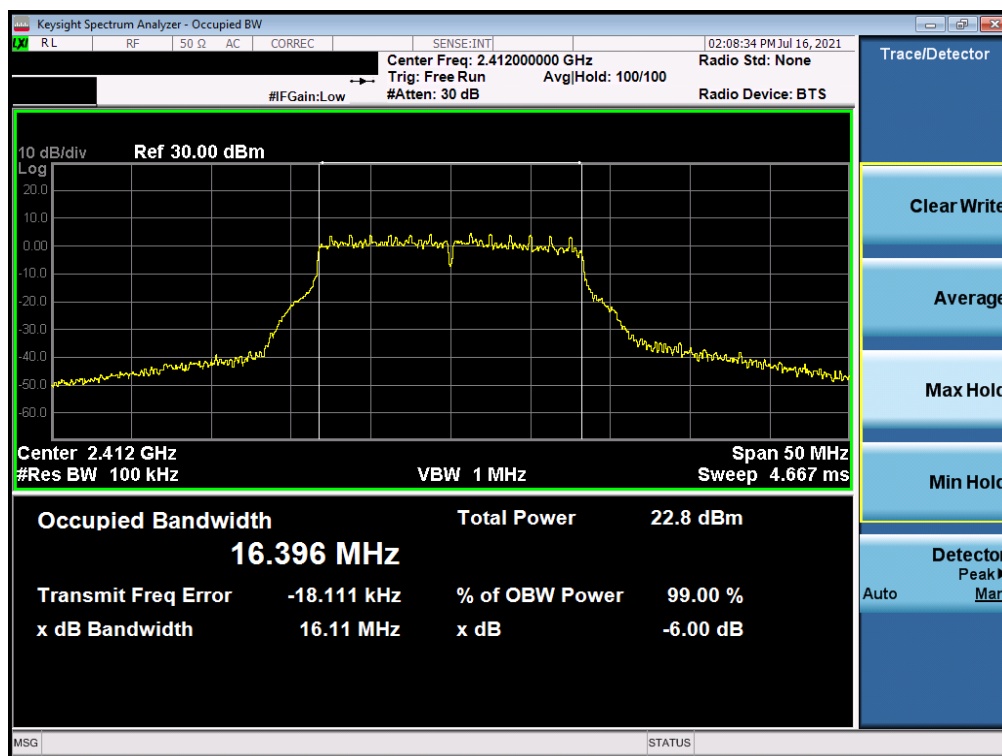 Keysight Spectrum Analyzer - Occupied BW
LXI RL RF 50 Ω AC CORREC SENSE:INT 02:08:34 PM Jul 16, 2021
Center Freq: 2.412000000 GHz Radio Std: None
Trig: Free Run Avg|Hold: 100/100
#IFGain:Low #Atten: 30 dB Radio Device: BTS
10 dB/div Ref 30.00 dBm
Log
20.0
10.0
0.00
-10.0
-20.0
-30.0
-40.0
-50.0
-60.0
Center 2.412 GHz Span 50 MHz
#Res BW 100 kHz VBW 1 MHz Sweep 4.667 ms
Occupied Bandwidth Total Power 22.8 dBm
16.396 MHz
Transmit Freq Error -18.111 kHz % of OBW Power 99.00 %
x dB Bandwidth 16.11 MHz x dB -6.00 dB
MSG STATUS
Trace/Detector
Clear Write
Average
Max Hold
Min Hold
Detector
Peak▶
Auto Man